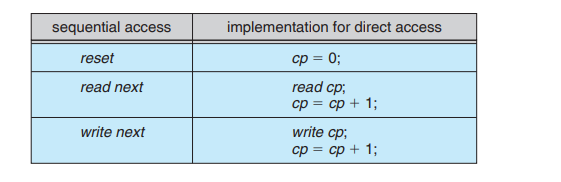 sequential access implementation for direct access
reset cp = 0;
read next read cp;
cp = cp + 1;
write next write cp;
cp = cp + 1;